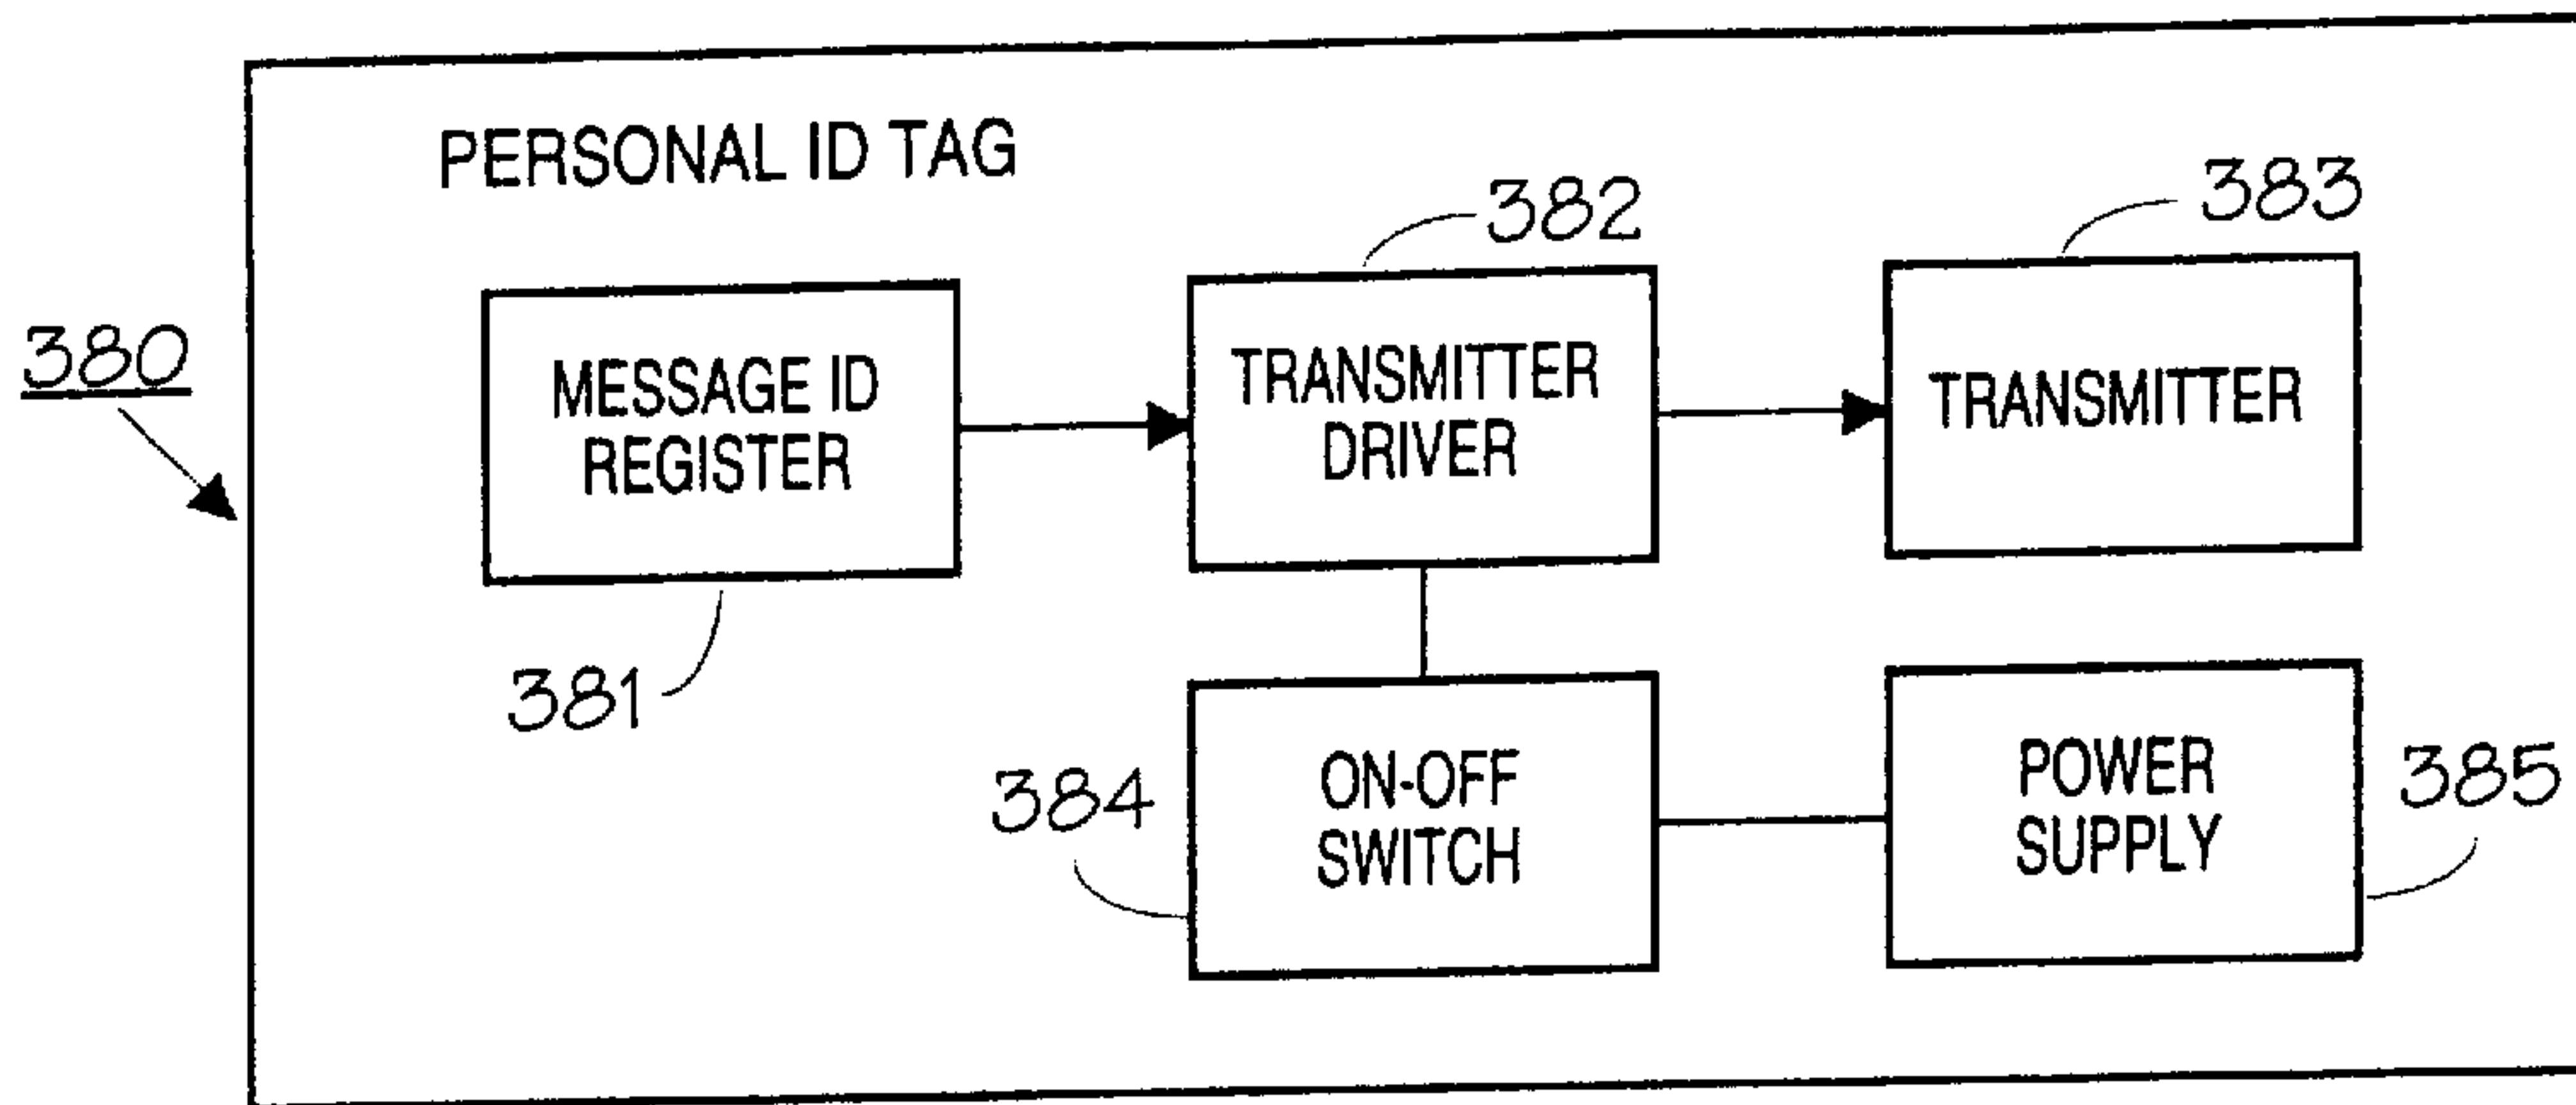 PERSONAL ID TAG
382
383
380
MESSAGE ID
REGISTER
TRANSMITTER
DRIVER
TRANSMITTER
381
384
ON-OFF
SWITCH
POWER
SUPPLY
385